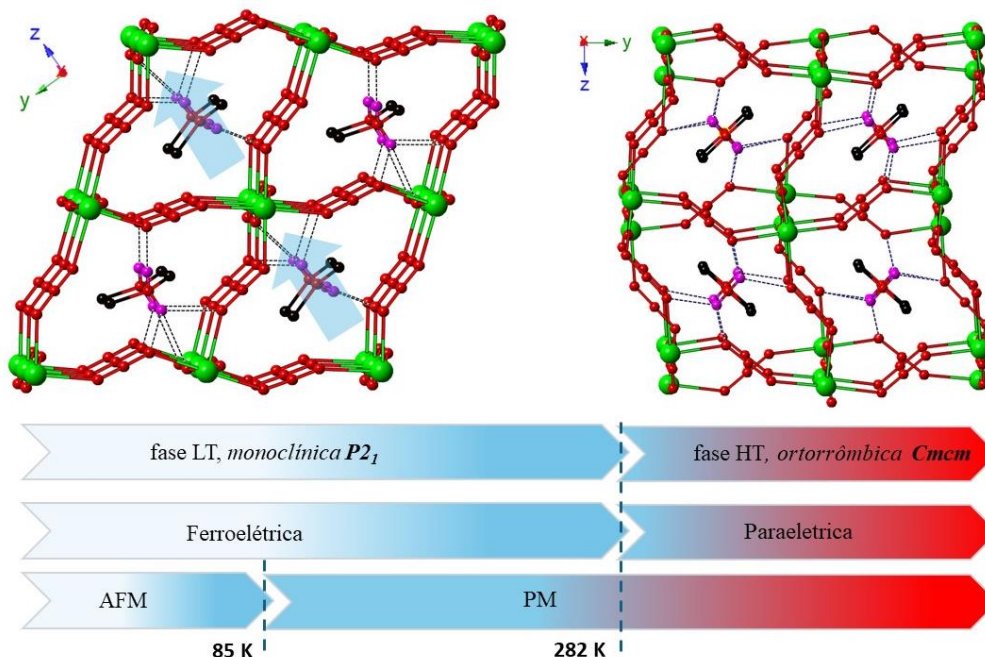 z
y
x
x
y
z
fase LT, monoclínica P2₁
fase HT, ortorrômbica Cmcm
Ferroelétrica
Paraeletrica
AFM
PM
85 K
282 K